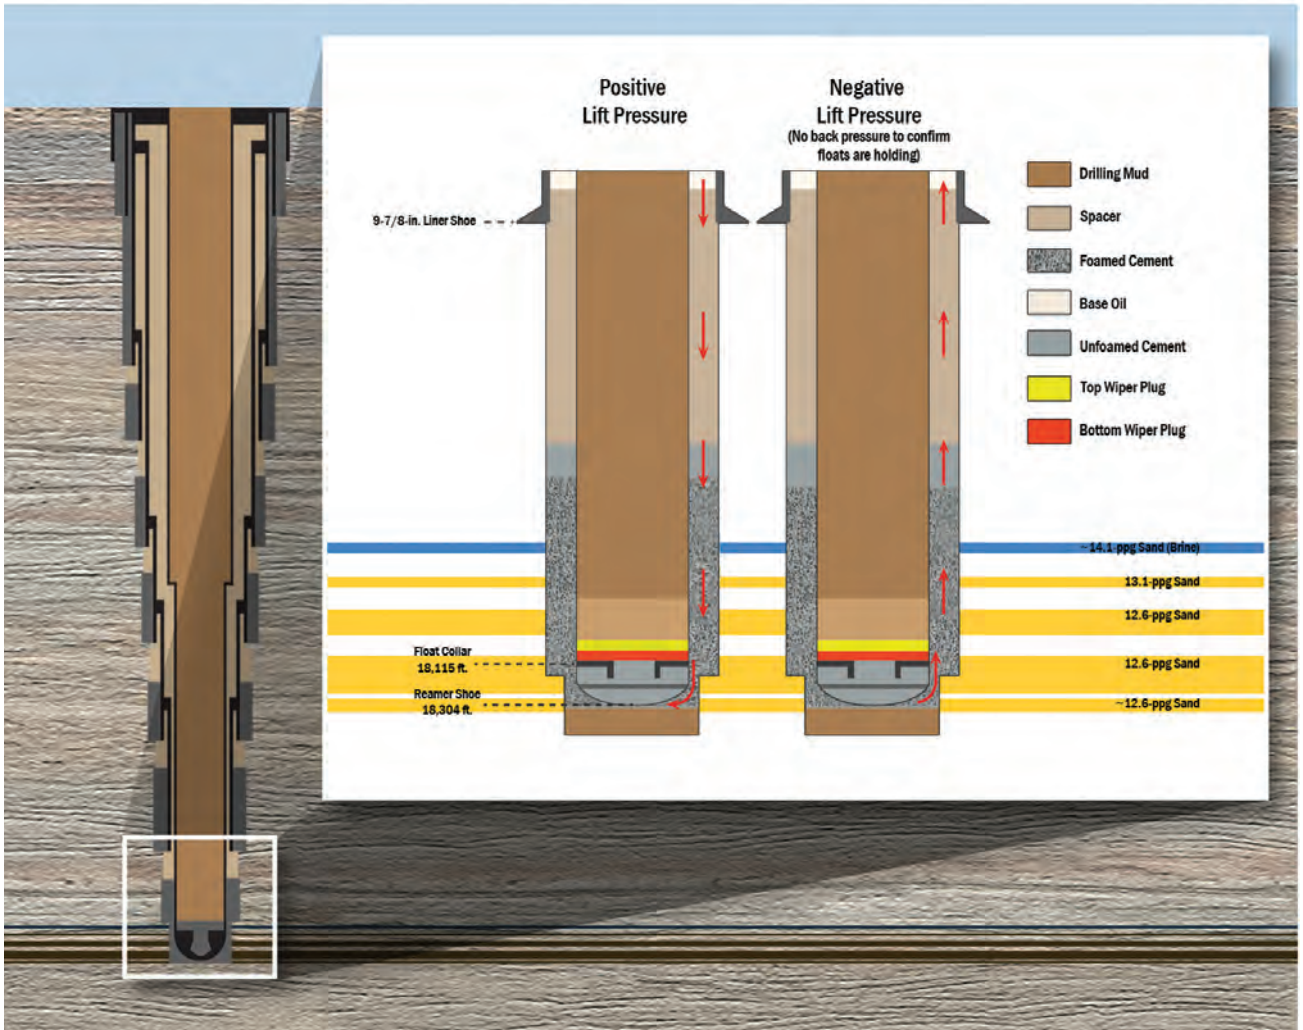 Positive
Lift Pressure
Negative
Lift Pressure
(No back pressure to confirm
floats are holding)
9-7/8-in. Liner Shoe
Drilling Mud
Spacer
Foamed Cement
Base Oil
Unfoamed Cement
Top Wiper Plug
Bottom Wiper Plug
~14.1-ppg Sand (Brine)
13.1-ppg Sand
12.6-ppg Sand
Float Collar
18,115 ft.
12.6-ppg Sand
Reamer Shoe
18,304 ft.
~12.6-ppg Sand